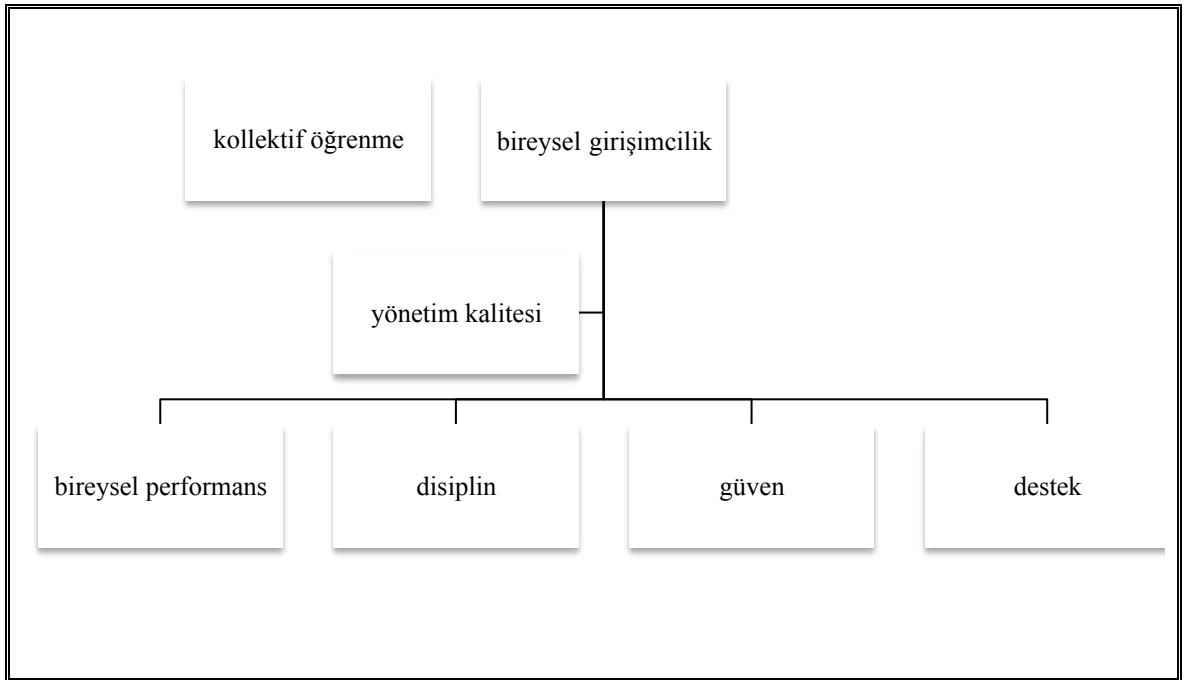 kollektif öğrenme
bireysel girişimcilik
yönetim kalitesi
bireysel performans
disiplin
güven
destek